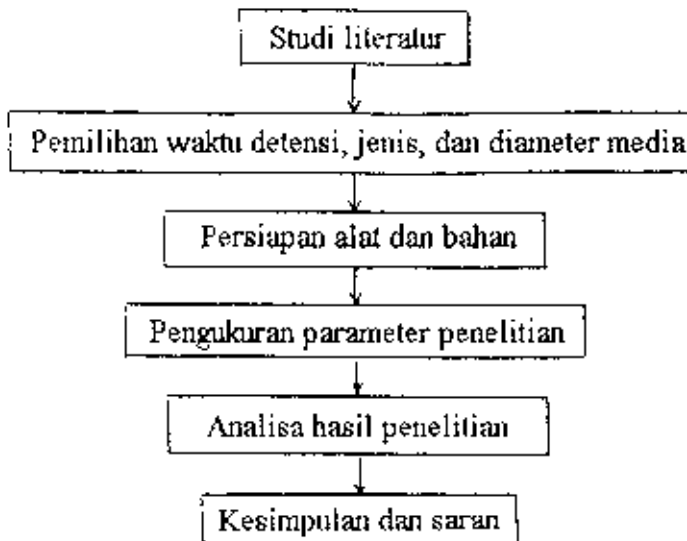 Studi literatur
Pemilihan waktu detensi, jenis, dan diameter media
Persiapan alat dan bahan
Pengukuran parameter penelitian
Analisa hasil penelitian
Kesimpulan dan saran